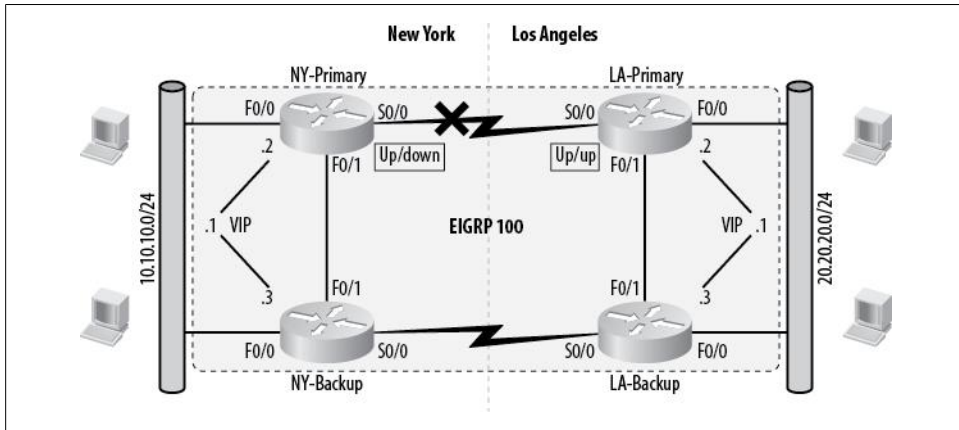 New York
Los Angeles
NY-Primary
LA-Primary
F0/0
S0/0
S0/0
F0/0
.2
Up/down
Up/up
.2
F0/1
F0/1
10.10.10.0/24
.1 VIP
EIGRP 100
VIP .1
20.20.20.0/24
.3
F0/1
F0/1
.3
F0/0
S0/0
S0/0
F0/0
NY-Backup
LA-Backup